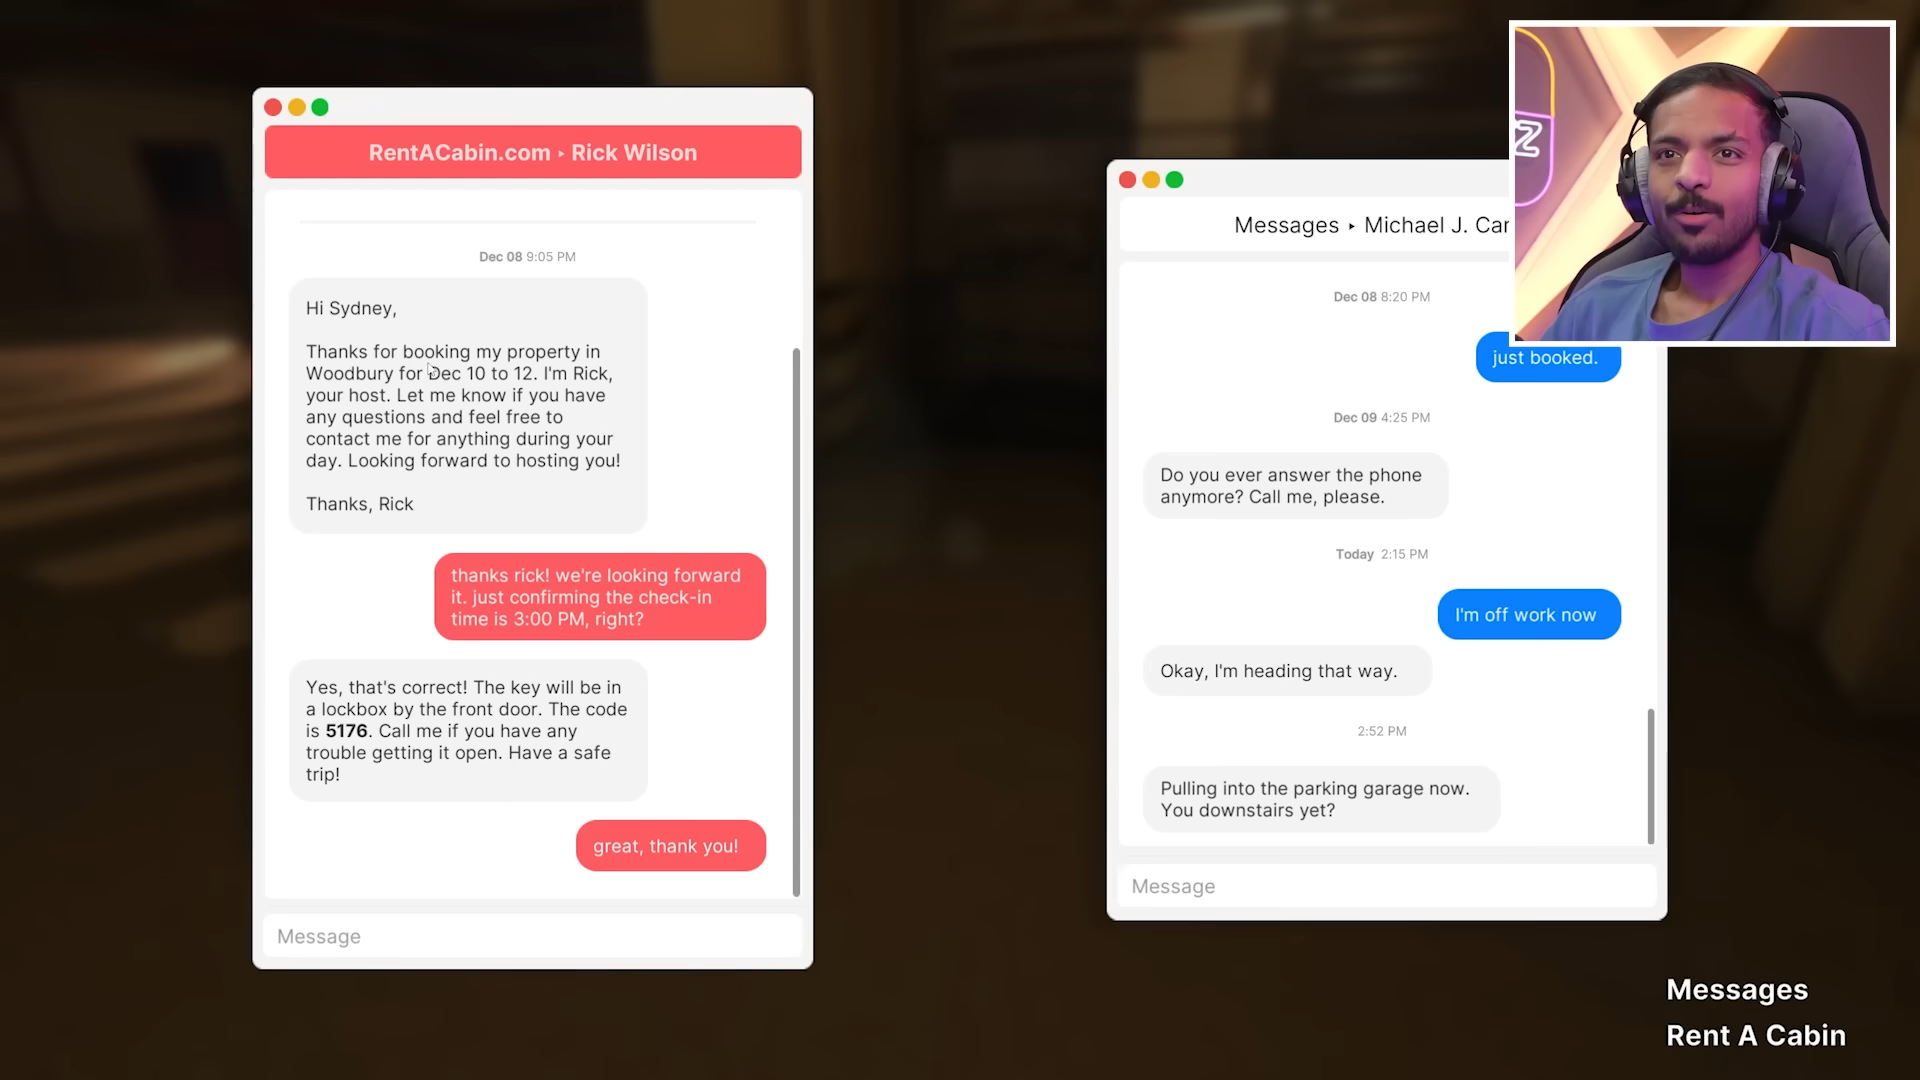 RentACabin.com ‣ Rick Wilson
Dec 08 9:05 PM
Hi Sydney,
Thanks for booking my property in
Woodbury for Dec 10 to 12. I'm Rick,
your host. Let me know if you have
any questions and feel free to
contact me for anything during your
day. Looking forward to hosting you!
Thanks, Rick
thanks rick! we're looking forward
it. just confirming the check-in
time is 3:00 PM, right?
Yes, that's correct! The key will be in
a lockbox by the front door. The code
is 5176. Call me if you have any
trouble getting it open. Have a safe
trip!
great, thank you!
Message
Messages ‣ Michael J.
Dec 08 8:20 PM
just booked.
Dec 09 4:25 PM
Do you ever answer the phone
anymore? Call me, please.
Today 2:15 PM
I'm off work now
Okay, I'm heading that way.
2:52 PM
Pulling into the parking garage now.
You downstairs yet?
Message
Messages
Rent A Cabin